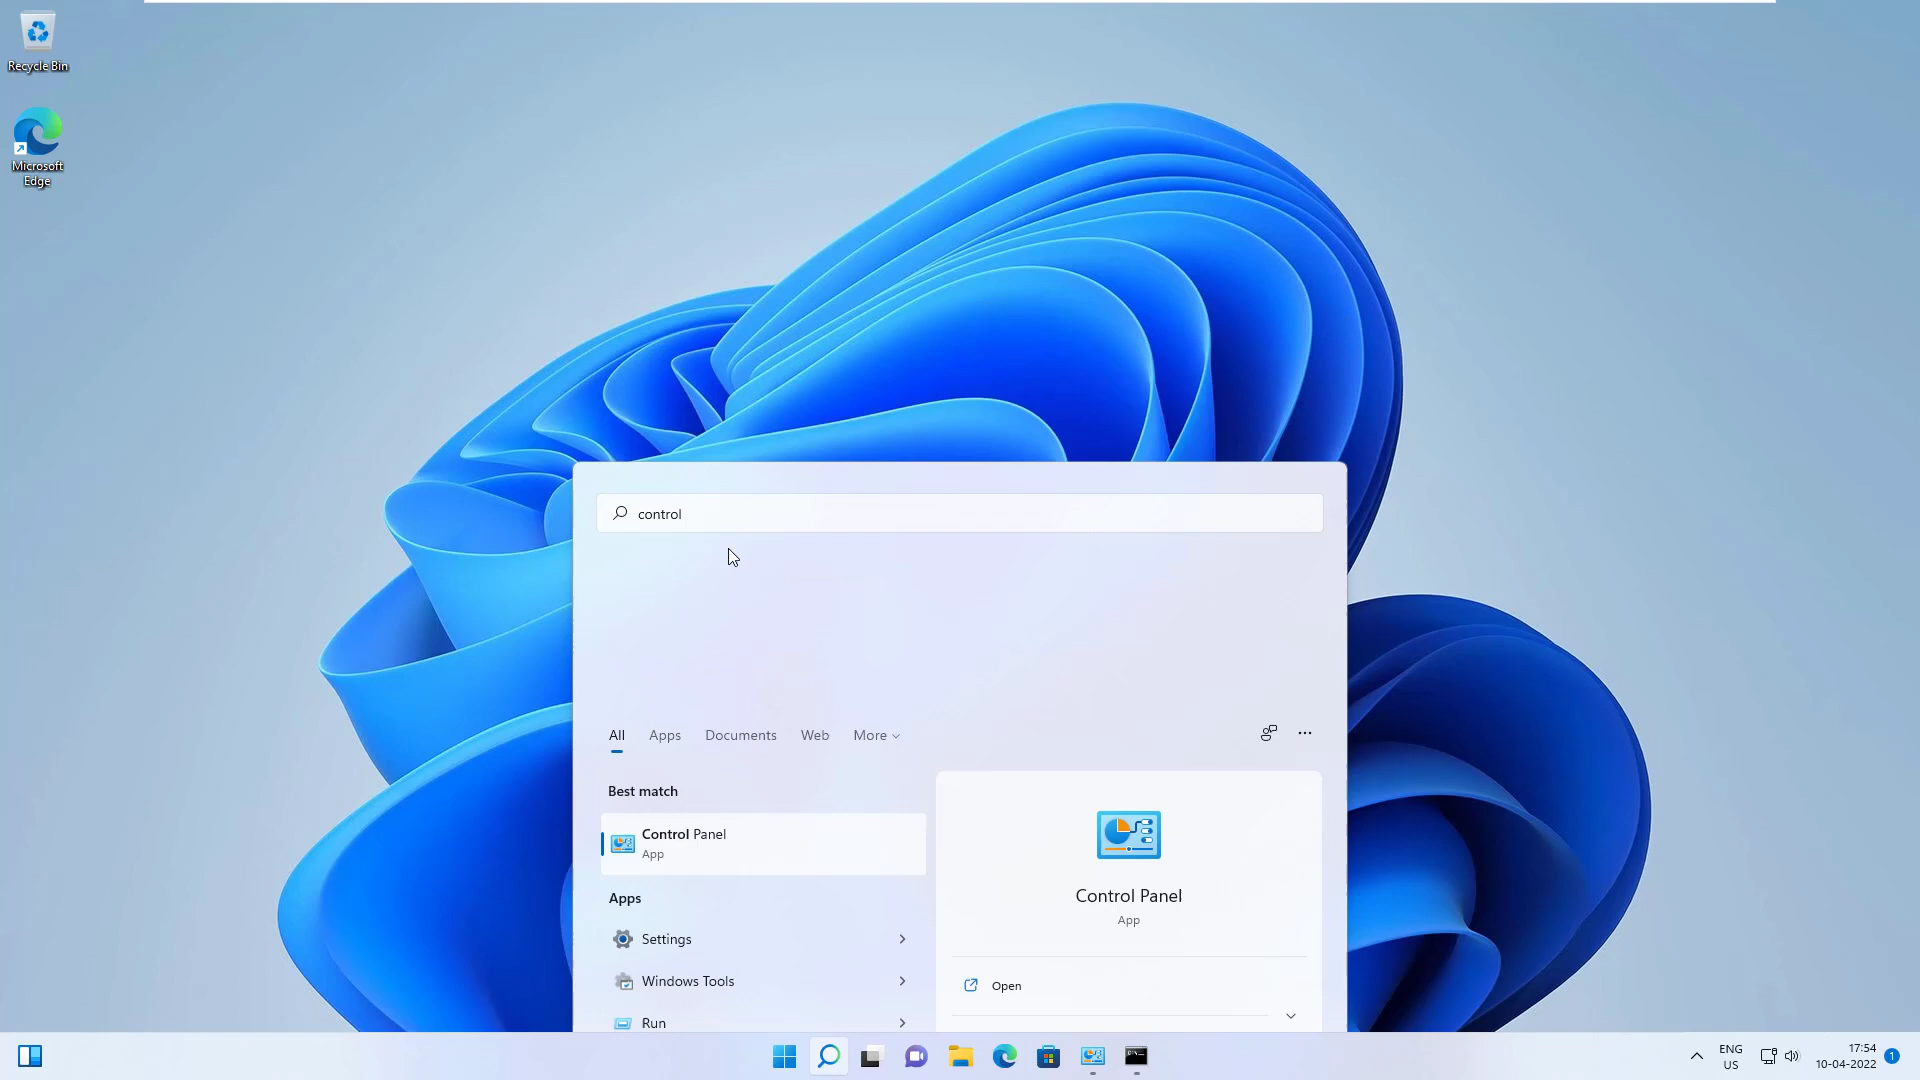 Recycle Bin
Microsoft
Edge
control
All Apps Documents Web More
Best match
Control Panel
App
Apps
Settings
Windows Tools
Run
Control Panel
App
Open
ENG
US
17:54
10-04-2022
1